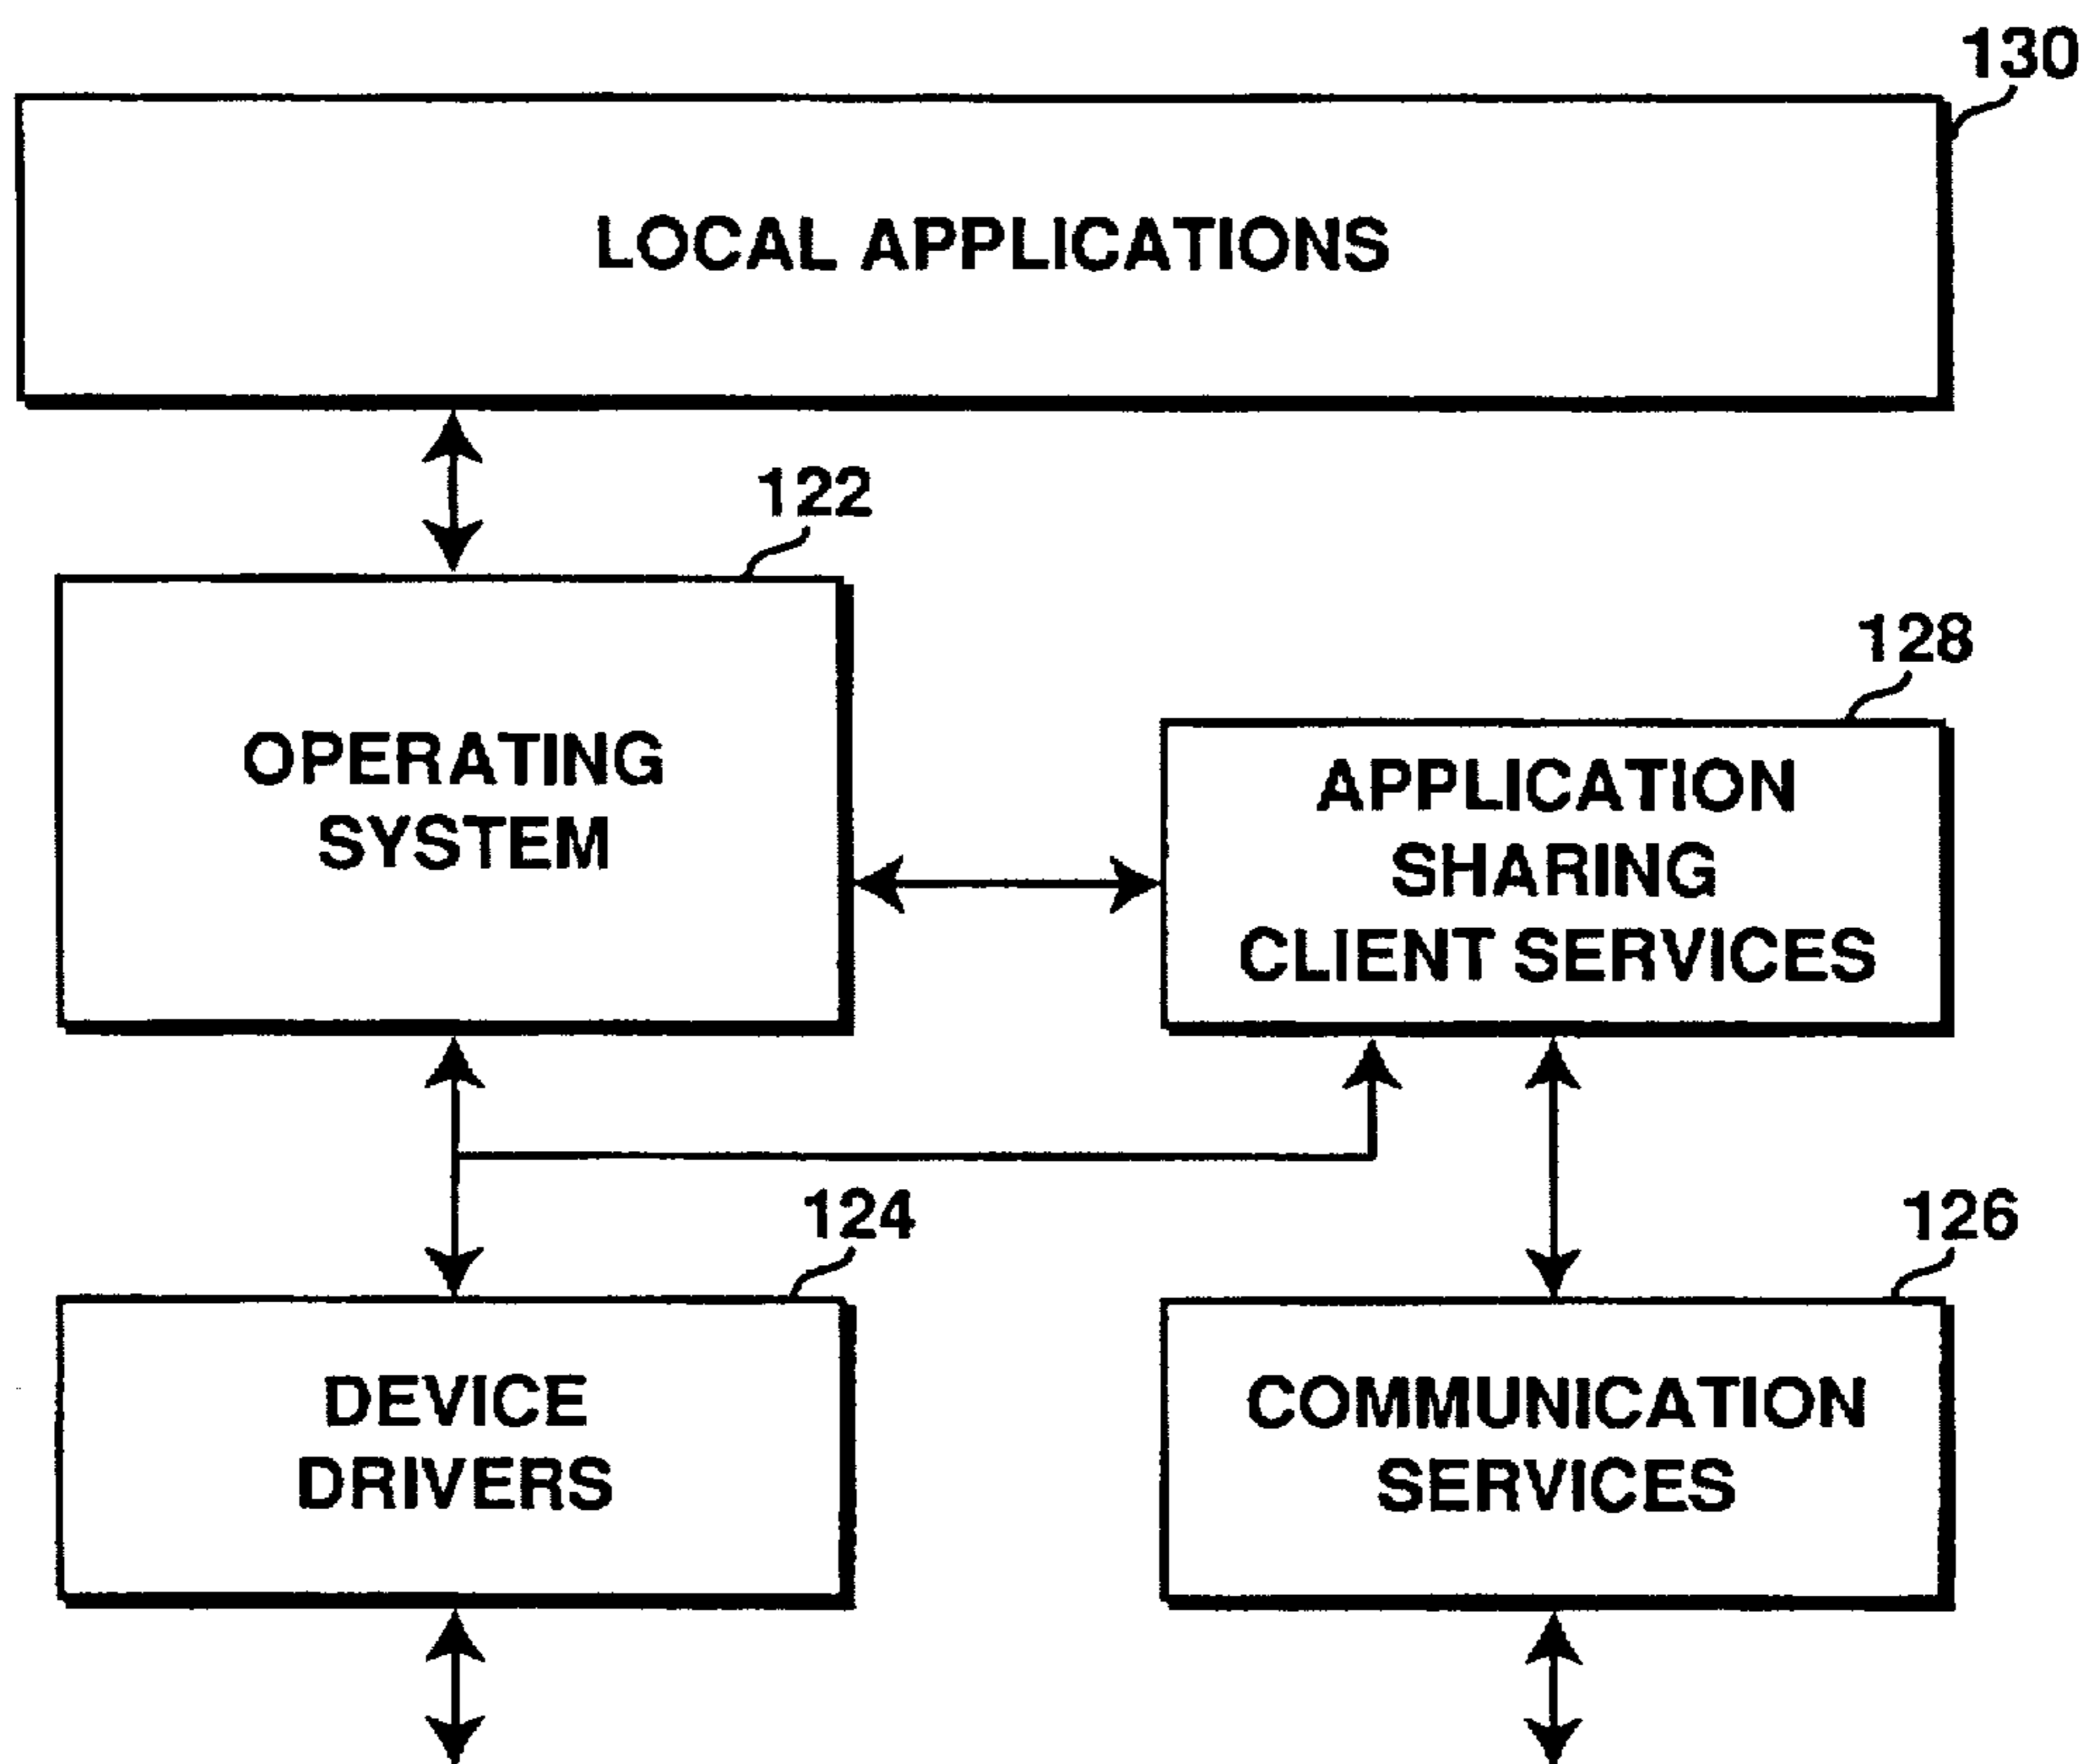 130
LOCAL APPLICATIONS
122
OPERATING
SYSTEM
128
APPLICATION
SHARING
CLIENT SERVICES
124
DEVICE
DRIVERS
126
COMMUNICATION
SERVICES